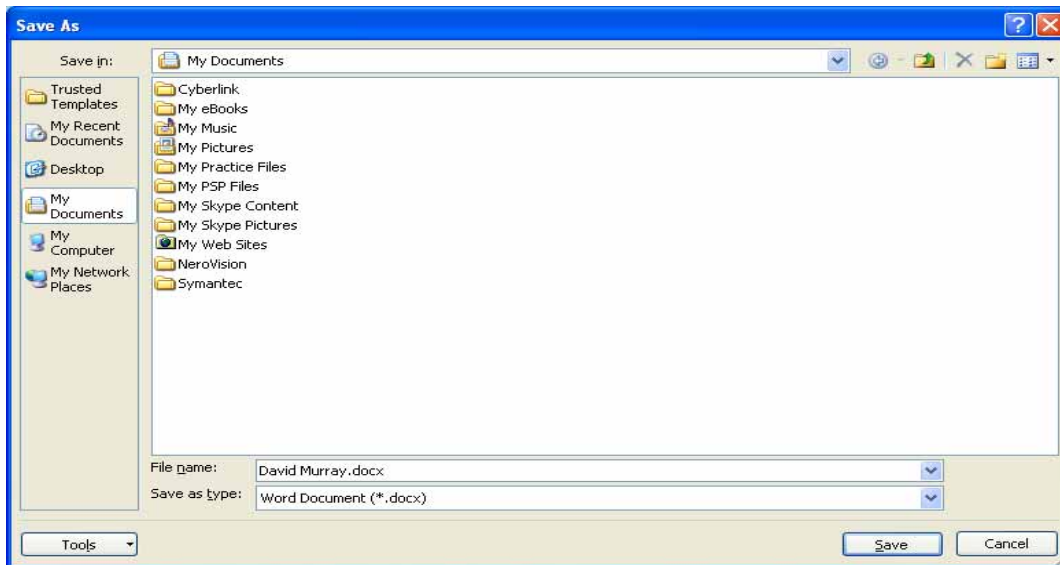 Save As
?
Save in:
My Documents
Trusted
Templates
My Recent
Documents
Desktop
My
Documents
My
Computer
My Network
Places
Cyberlink
My eBooks
My Music
My Pictures
My Practice Files
My PSP Files
My Skype Content
My Skype Pictures
My Web Sites
NeroVision
Symantec
File name:
David Murray.docx
Save as type:
Word Document (*.docx)
Tools
Save
Cancel